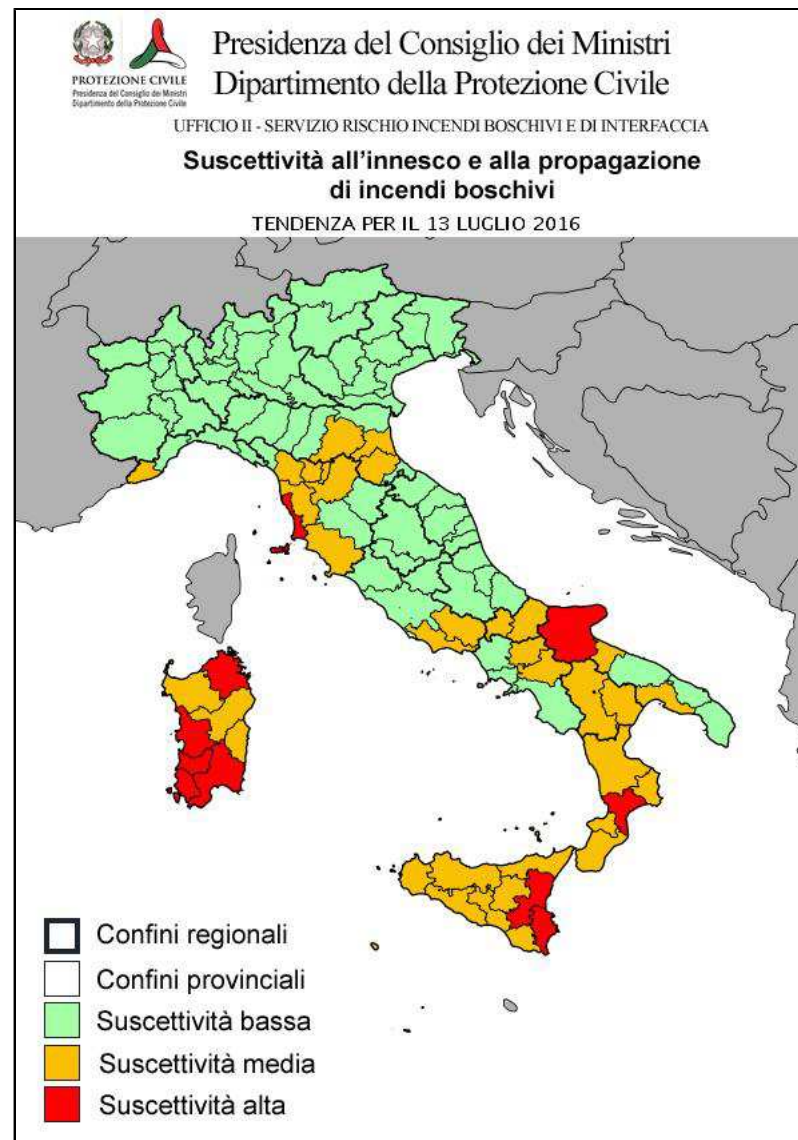 PROTEZIONE CIVILE
Presidenza del Consiglio dei Ministri
Dipartimento della Protezione Civile
Presidenza del Consiglio dei Ministri
Dipartimento della Protezione Civile
UFFICIO II - SERVIZIO RISCHIO INCENDI BOSCHIVI E DI INTERFACCIA
Suscettività all'innesco e alla propagazione
di incendi boschivi
TENDENZA PER IL 13 LUGLIO 2016
Confini regionali
Confini provinciali
Suscettività bassa
Suscettività media
Suscettività alta